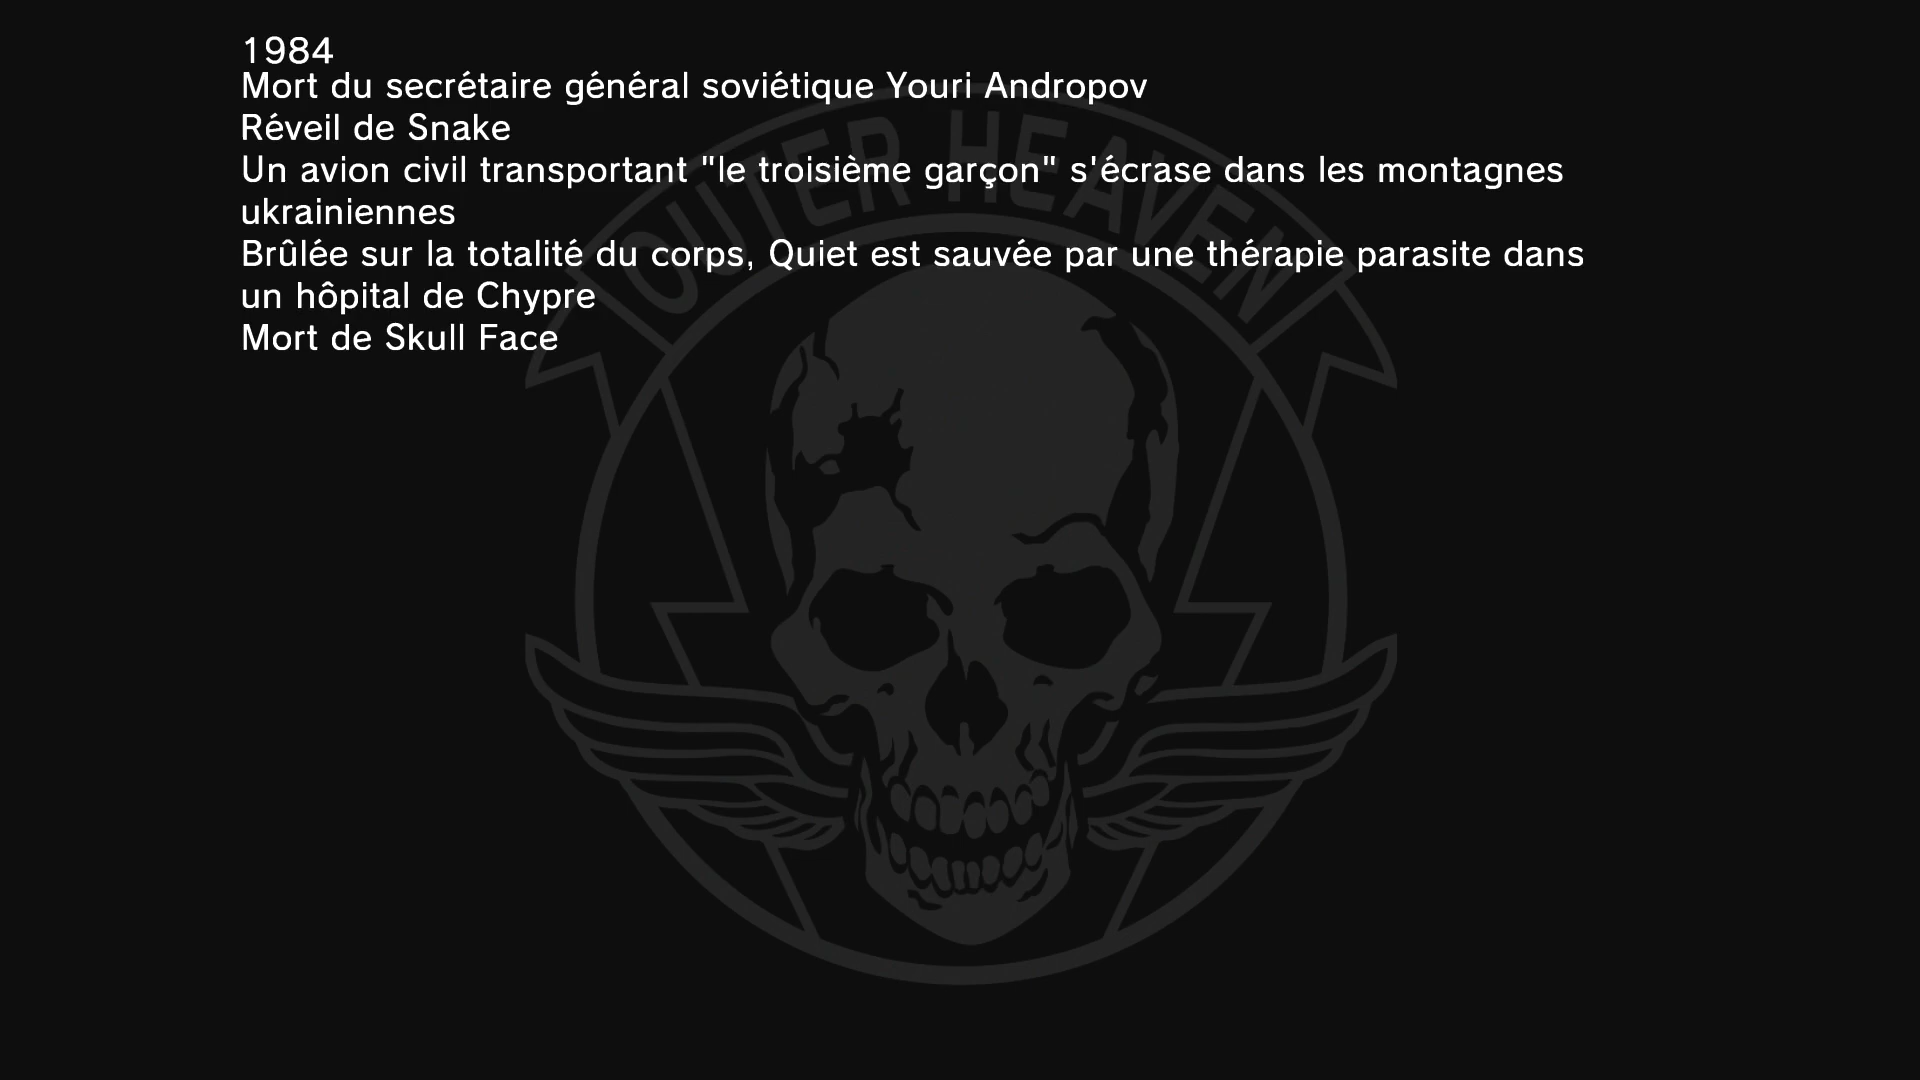 1984
Mort du secrétaire général soviétique Youri Andropov
Réveil de Snake
Un avion civil transportant "le troisième garçon" s'écrase dans les montagnes
ukrainiennes
Brûlée sur la totalité du corps, Quiet est sauvée par une thérapie parasite dans
un hôpital de Chypre
Mort de Skull Face
OUTER HEAVEN